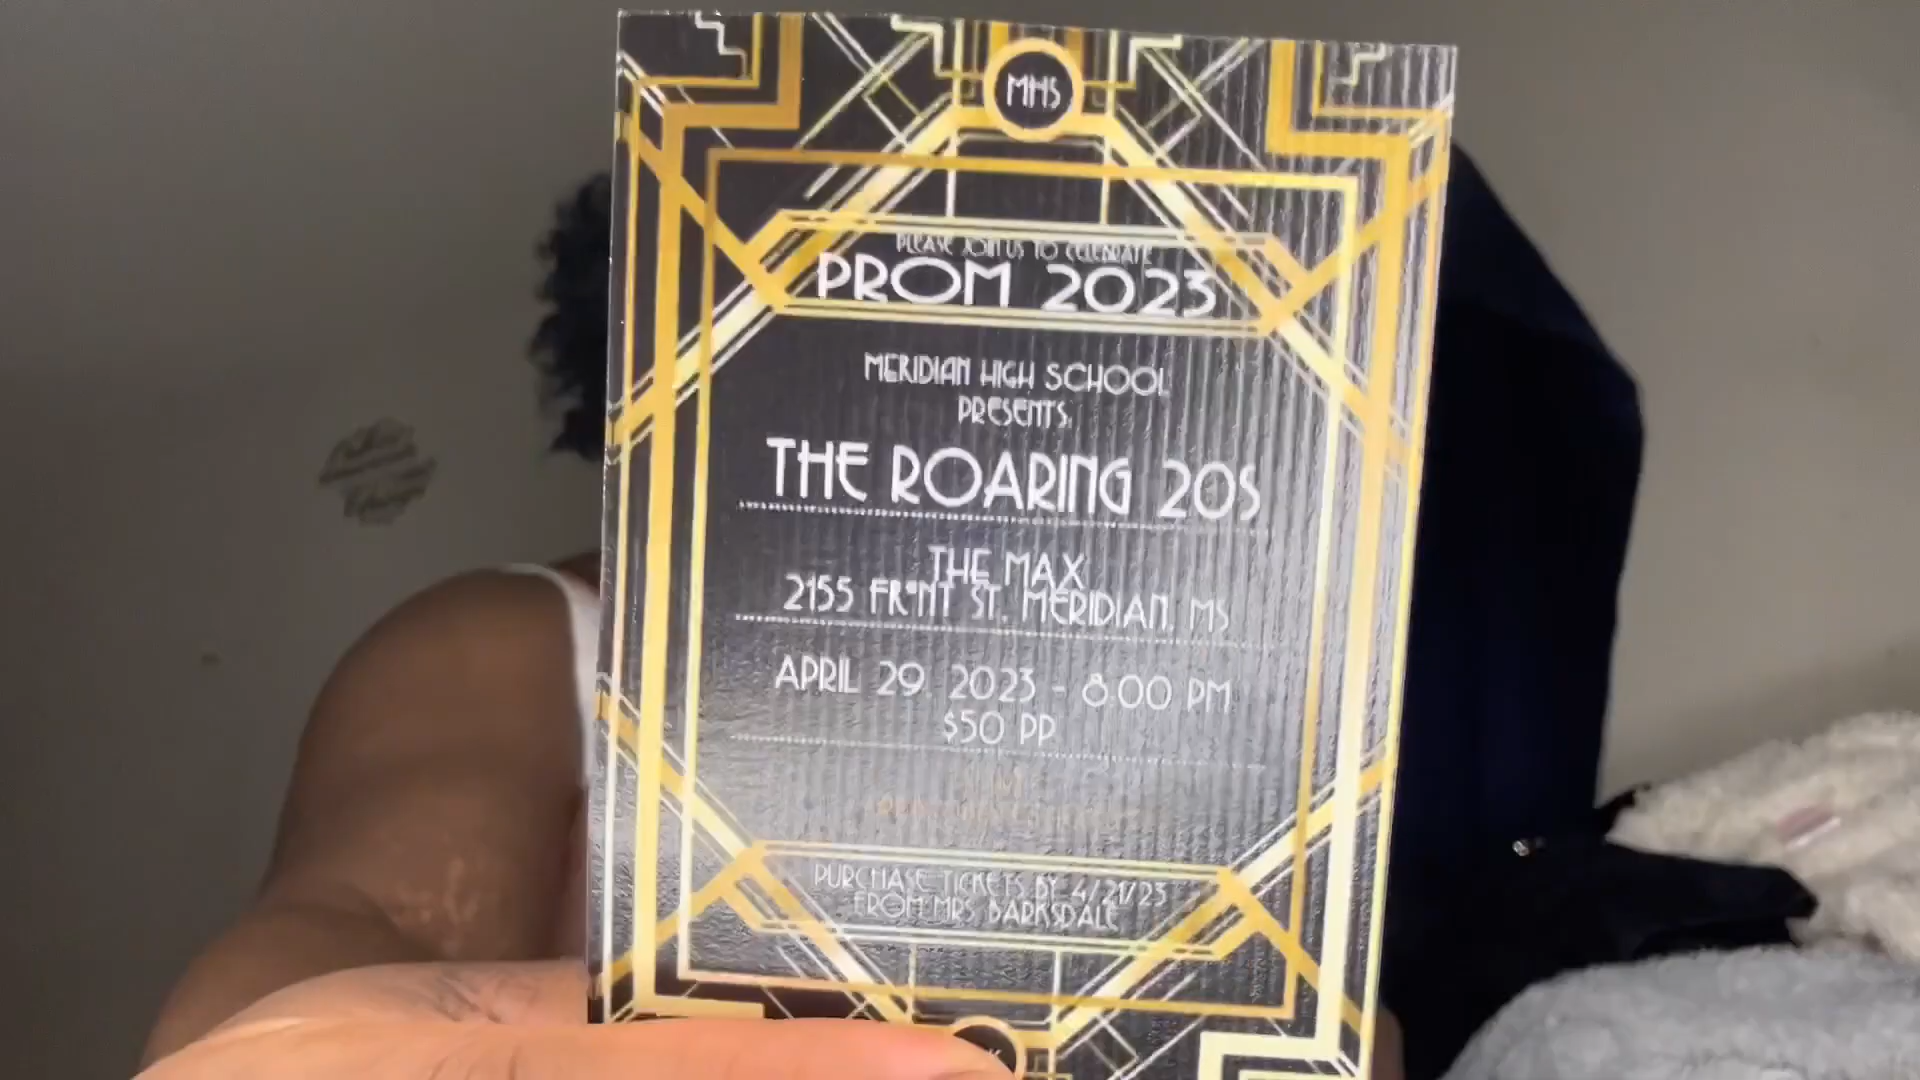 MHS
PLEASE JOIN US TO CELEBRATE
PROM 2023
MERIDIAN HIGH SCHOOL
PRESENTS,
THE ROARING 20S
THE MAX
2155 FR*NT ST. MERIDIAN, MS
APRIL 29, 2023 - 8:00 PM
$50 PP
PURCHASE TICKETS BY 4/21/23
FROM MRS BARKSDALE